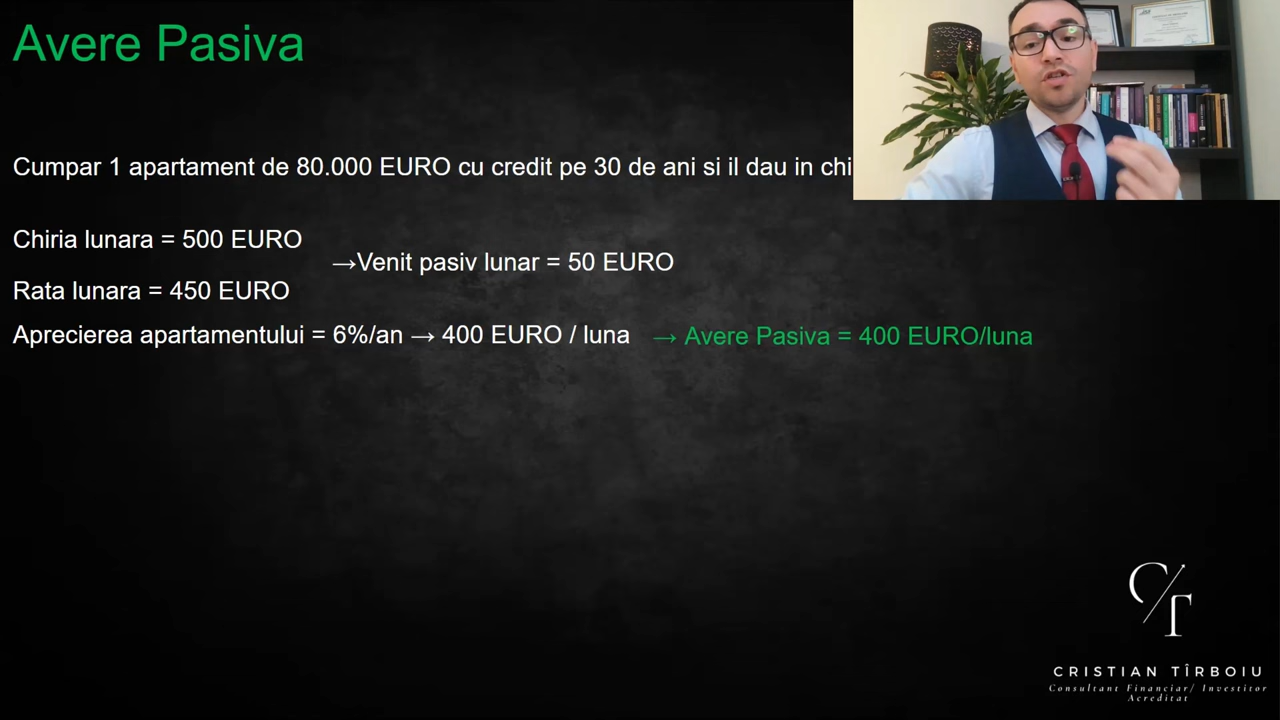 Avere Pasiva
Cumpar 1 apartament de 80.000 EURO cu credit pe 30 de ani si il dau in chi
Chiria lunara = 500 EURO
→Venit pasiv lunar = 50 EURO
Rata lunara = 450 EURO
Aprecierea apartamentului = 6%/an → 400 EURO / luna → Avere Pasiva = 400 EURO/luna
CT
CRISTIAN TÎRBOIU
Consultant Financiar/ Investitor
Acreditat